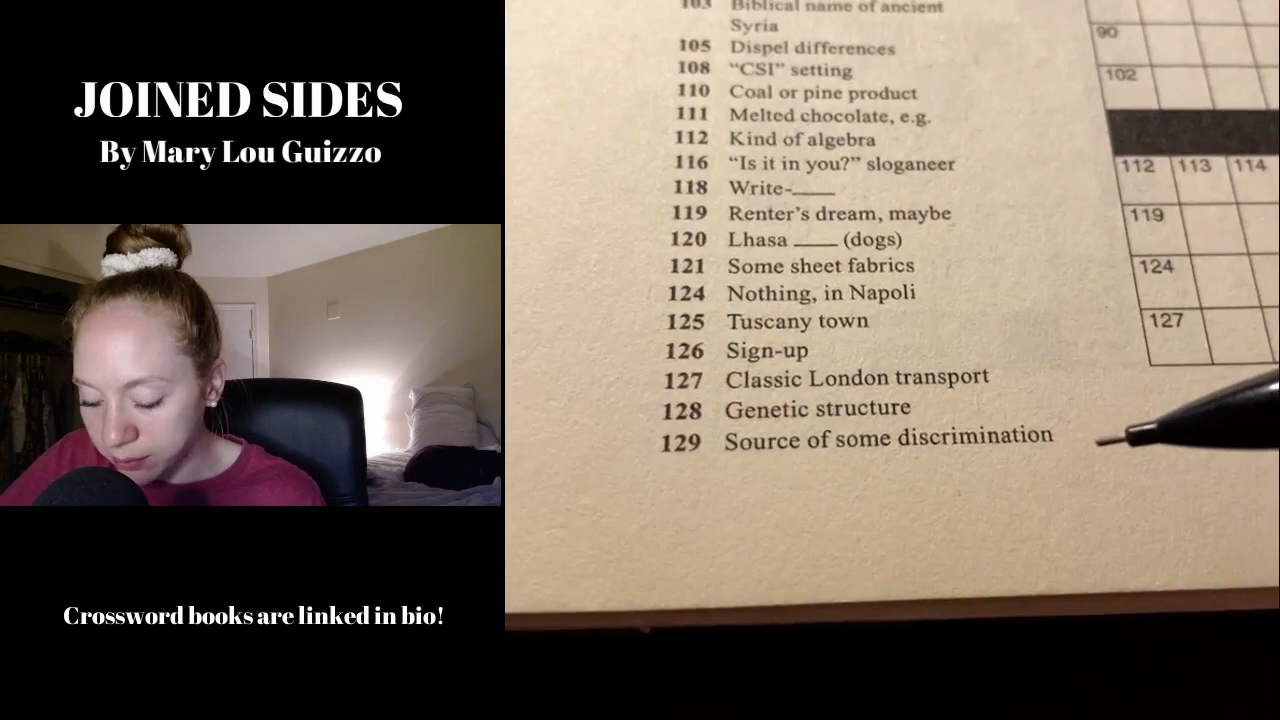 JOINED SIDES
By Mary Lou Guizzo
Crossword books are linked in bio!
103 Biblical name of ancient
Syria
105 Dispel differences
108 “CSI” setting
110 Coal or pine product
111 Melted chocolate, e.g.
112 Kind of algebra
116 “Is it in you?” sloganeer
118 Write-____
119 Renter’s dream, maybe
120 Lhasa ____ (dogs)
121 Some sheet fabrics
124 Nothing, in Napoli
125 Tuscany town
126 Sign-up
127 Classic London transport
128 Genetic structure
129 Source of some discrimination
90
102
112 113 114
119
124
127